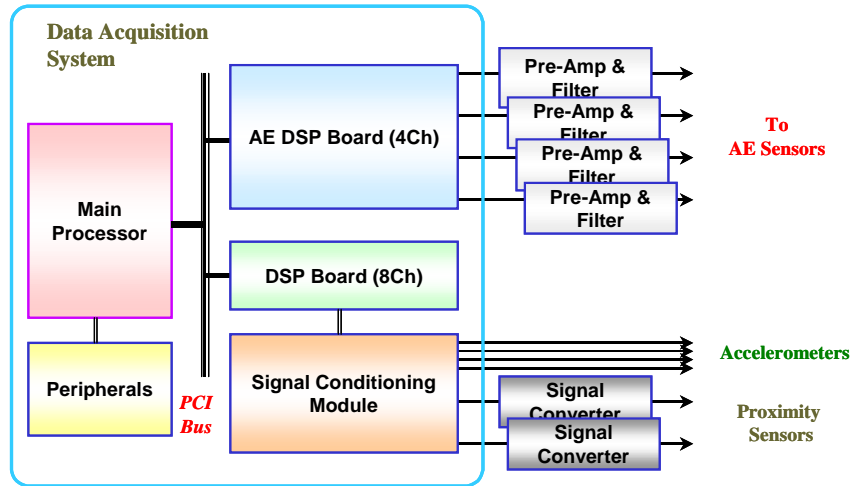 Data Acquisition
System
Pre-Amp &
Filter
Pre-Amp &
Filter
Pre-Amp &
Filter
Pre-Amp &
Filter
To
AE Sensors
AE DSP Board (4Ch)
Main
Processor
DSP Board (8Ch)
Peripherals
PCI
Bus
Signal Conditioning
Module
Accelerometers
Signal
Converter
Signal
Converter
Proximity
Sensors